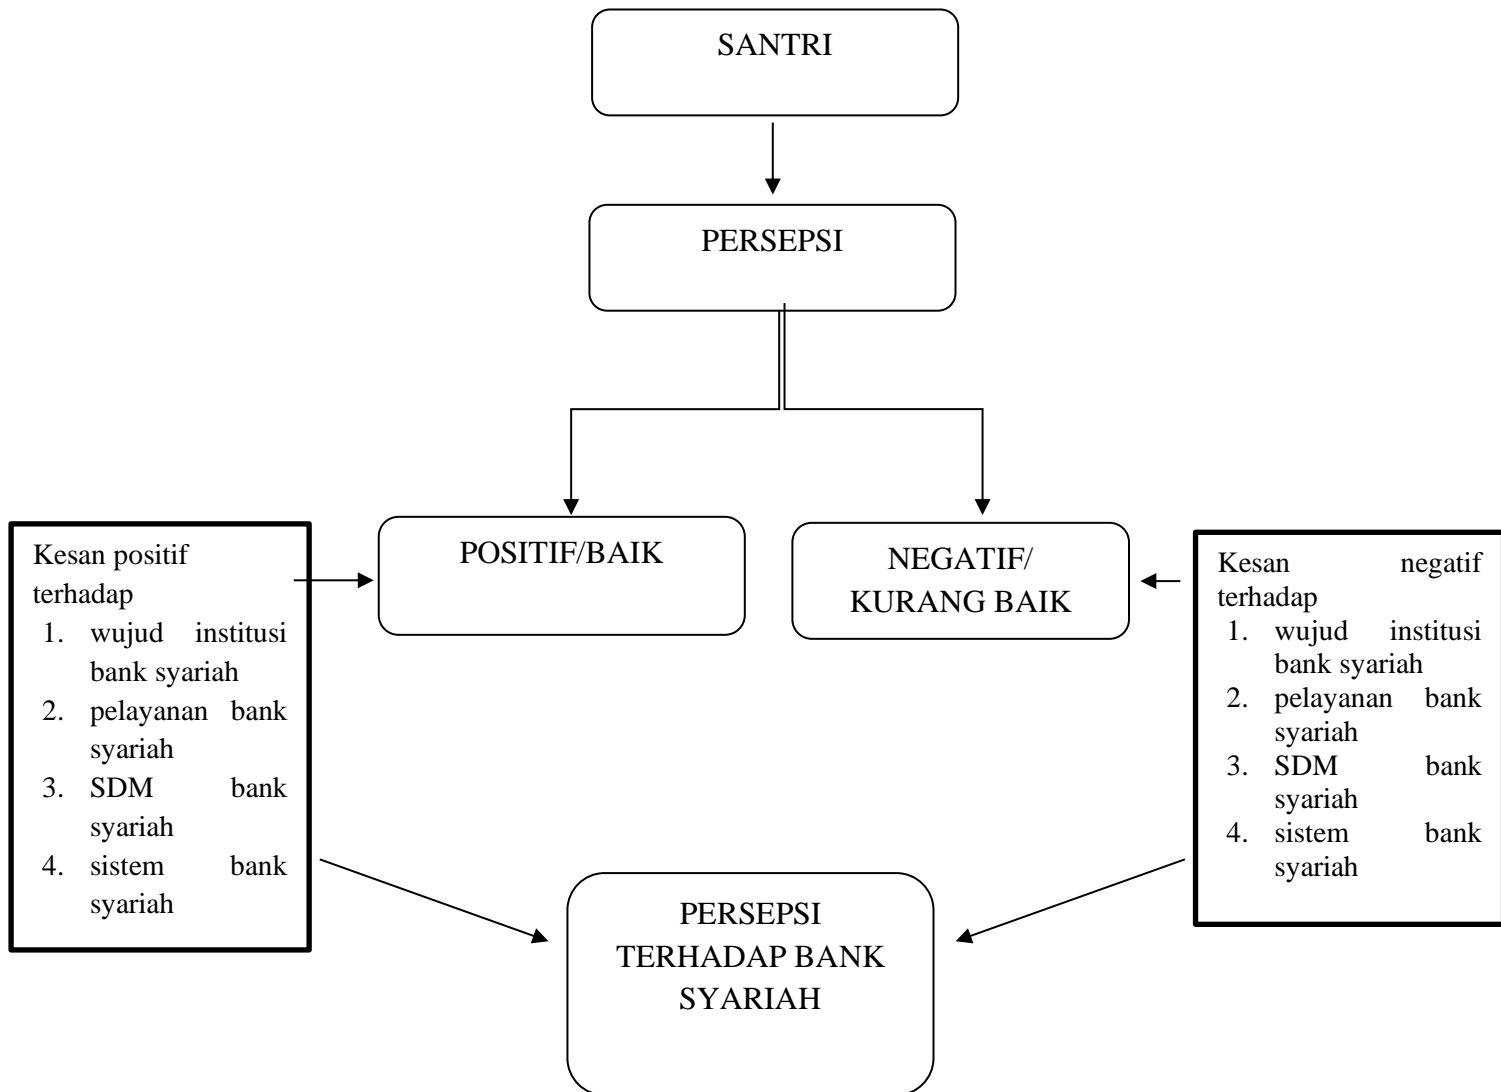 SANTRI
PERSEPSI
POSITIF/BAIK
NEGATIF/
KURANG BAIK
Kesan positif
terhadap
1. wujud institusi
bank syariah
2. pelayanan bank
syariah
3. SDM bank
syariah
4. sistem bank
syariah
Kesan negatif
terhadap
1. wujud institusi
bank syariah
2. pelayanan bank
syariah
3. SDM bank
syariah
4. sistem bank
syariah
PERSEPSI
TERHADAP BANK
SYARIAH